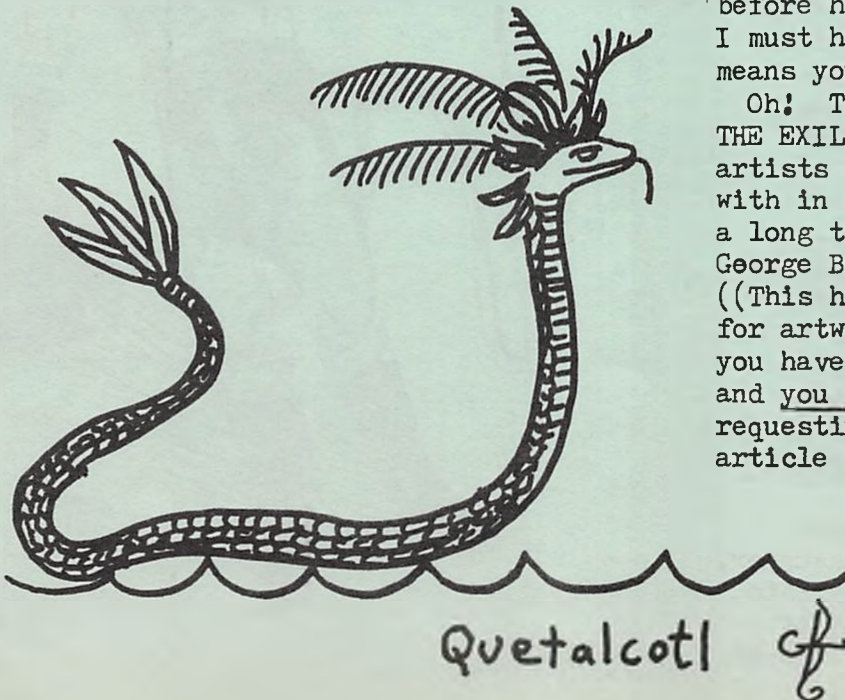 before h
I must h
means you
Oh! T
THE EXIL
artists
with in
a long t
George B
((This h
for artw
you have
and you
requesti
article
Quetalcotl